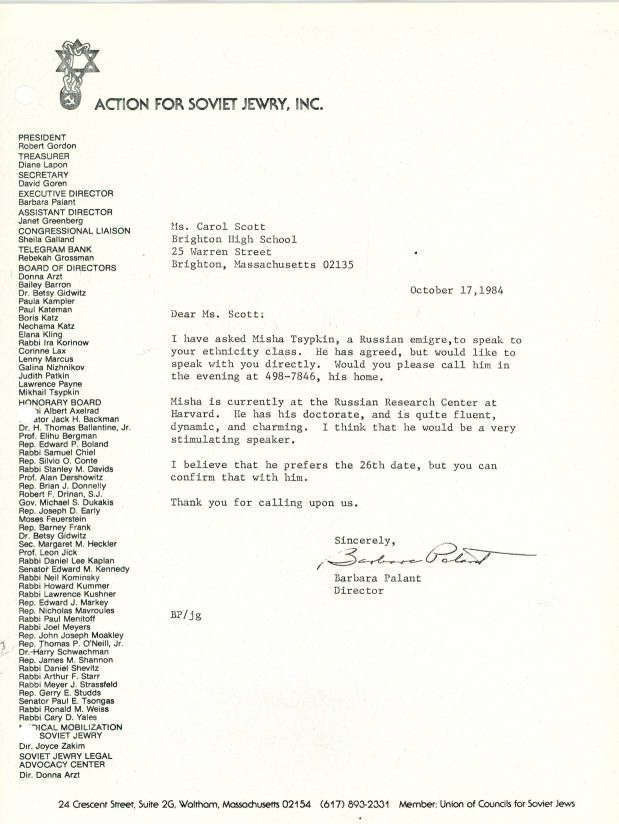 ACTION FOR SOVIET JEWRY, INC.
PRESIDENT
Robert Gordon
TREASURER
Diane Lapon
SECRETARY
David Goren
EXECUTIVE DIRECTOR
Barbara Palant
ASSISTANT DIRECTOR
Janet Greenberg
CONGRESSIONAL LIAISON
Sheila Galland
TELEGRAM BANK
Rebekah Grossman
BOARD OF DIRECTORS
Donna Arzt
Bailey Barron
Dr. Betsy Gidwitz
Paula Kampler
Paul Kateman
Boris Katz
Nechama Katz
Elana Kling
Rabbi Ira Korinow
Corinne Lax
Lenny Marcus
Galina Nizhnikov
Judith Patkin
Lawrence Payne
Mikhail Tsypkin
HONORARY BOARD
Albert Axelrad
Jack H. Backman
Dr. H. Thomas Ballantine, Jr.
Prof. Elihu Bergman
Rep. Edward P. Boland
Rabbi Samuel Chiel
Rep. Silvio O. Conte
Rabbi Stanley M. Davids
Prof. Alan Dershowitz
Rep. Brian J. Donnelly
Robert F. Drinan, S.J.
Gov. Michael S. Dukakis
Rep. Joseph D. Early
Moses Feuerstein
Rep. Barney Frank
Dr. Betsy Gidwitz
Sec. Margaret M. Heckler
Prof. Leon Jick
Rabbi Daniel Lee Kaplan
Senator Edward M. Kennedy
Rabbi Neil Kominsky
Rabbi Howard Kummer
Rabbi Lawrence Kushner
Rep. Edward J. Markey
Rep. Nicholas Mavroules
Rabbi Paul Menitoff
Rabbi Joel Meyers
Rep. John Joseph Moakley
Rep. Thomas P. O'Neill, Jr.
Dr. Harry Schwachman
Rep. James M. Shannon
Rabbi Daniel Shevitz
Rabbi Arthur F. Starr
Rabbi Meyer J. Strassfeld
Rep. Gerry E. Studds
Senator Paul E. Tsongas
Rabbi Ronald M. Weiss
Rabbi Cary D. Yales
MOBILIZATION
SOVIET JEWRY
Dir. Joyce Zakim
SOVIET JEWRY LEGAL
ADVOCACY CENTER
Dir. Donna Arzt
Ms. Carol Scott
Brighton High School
25 Warren Street
Brighton, Massachusetts 02135
October 17,1984
Dear Ms. Scott:
I have asked Misha Tsypkin, a Russian emigre,to speak to
your ethnicity class. He has agreed, but would like to
speak with you directly. Would you please call him in
the evening at 498-7846, his home.
Misha is currently at the Russian Research Center at
Harvard. He has his doctorate, and is quite fluent,
dynamic, and charming. I think that he would be a very
stimulating speaker.
I believe that he prefers the 26th date, but you can
confirm that with him.
Thank you for calling upon us.
Sincerely,
Barbara Palant
Barbara Palant
Director
BP/jg
24 Crescent Street, Suite 2G, Waltham, Massachusetts 02154 (617) 893-2331 Member: Union of Councils for Soviet Jews